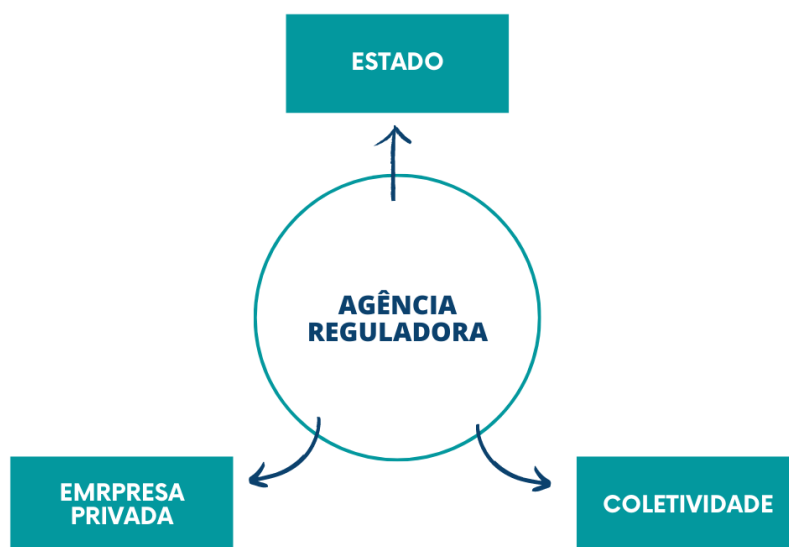 ESTADO
AGÊNCIA
REGULADORA
EMRPRESA
PRIVADA
COLETIVIDADE